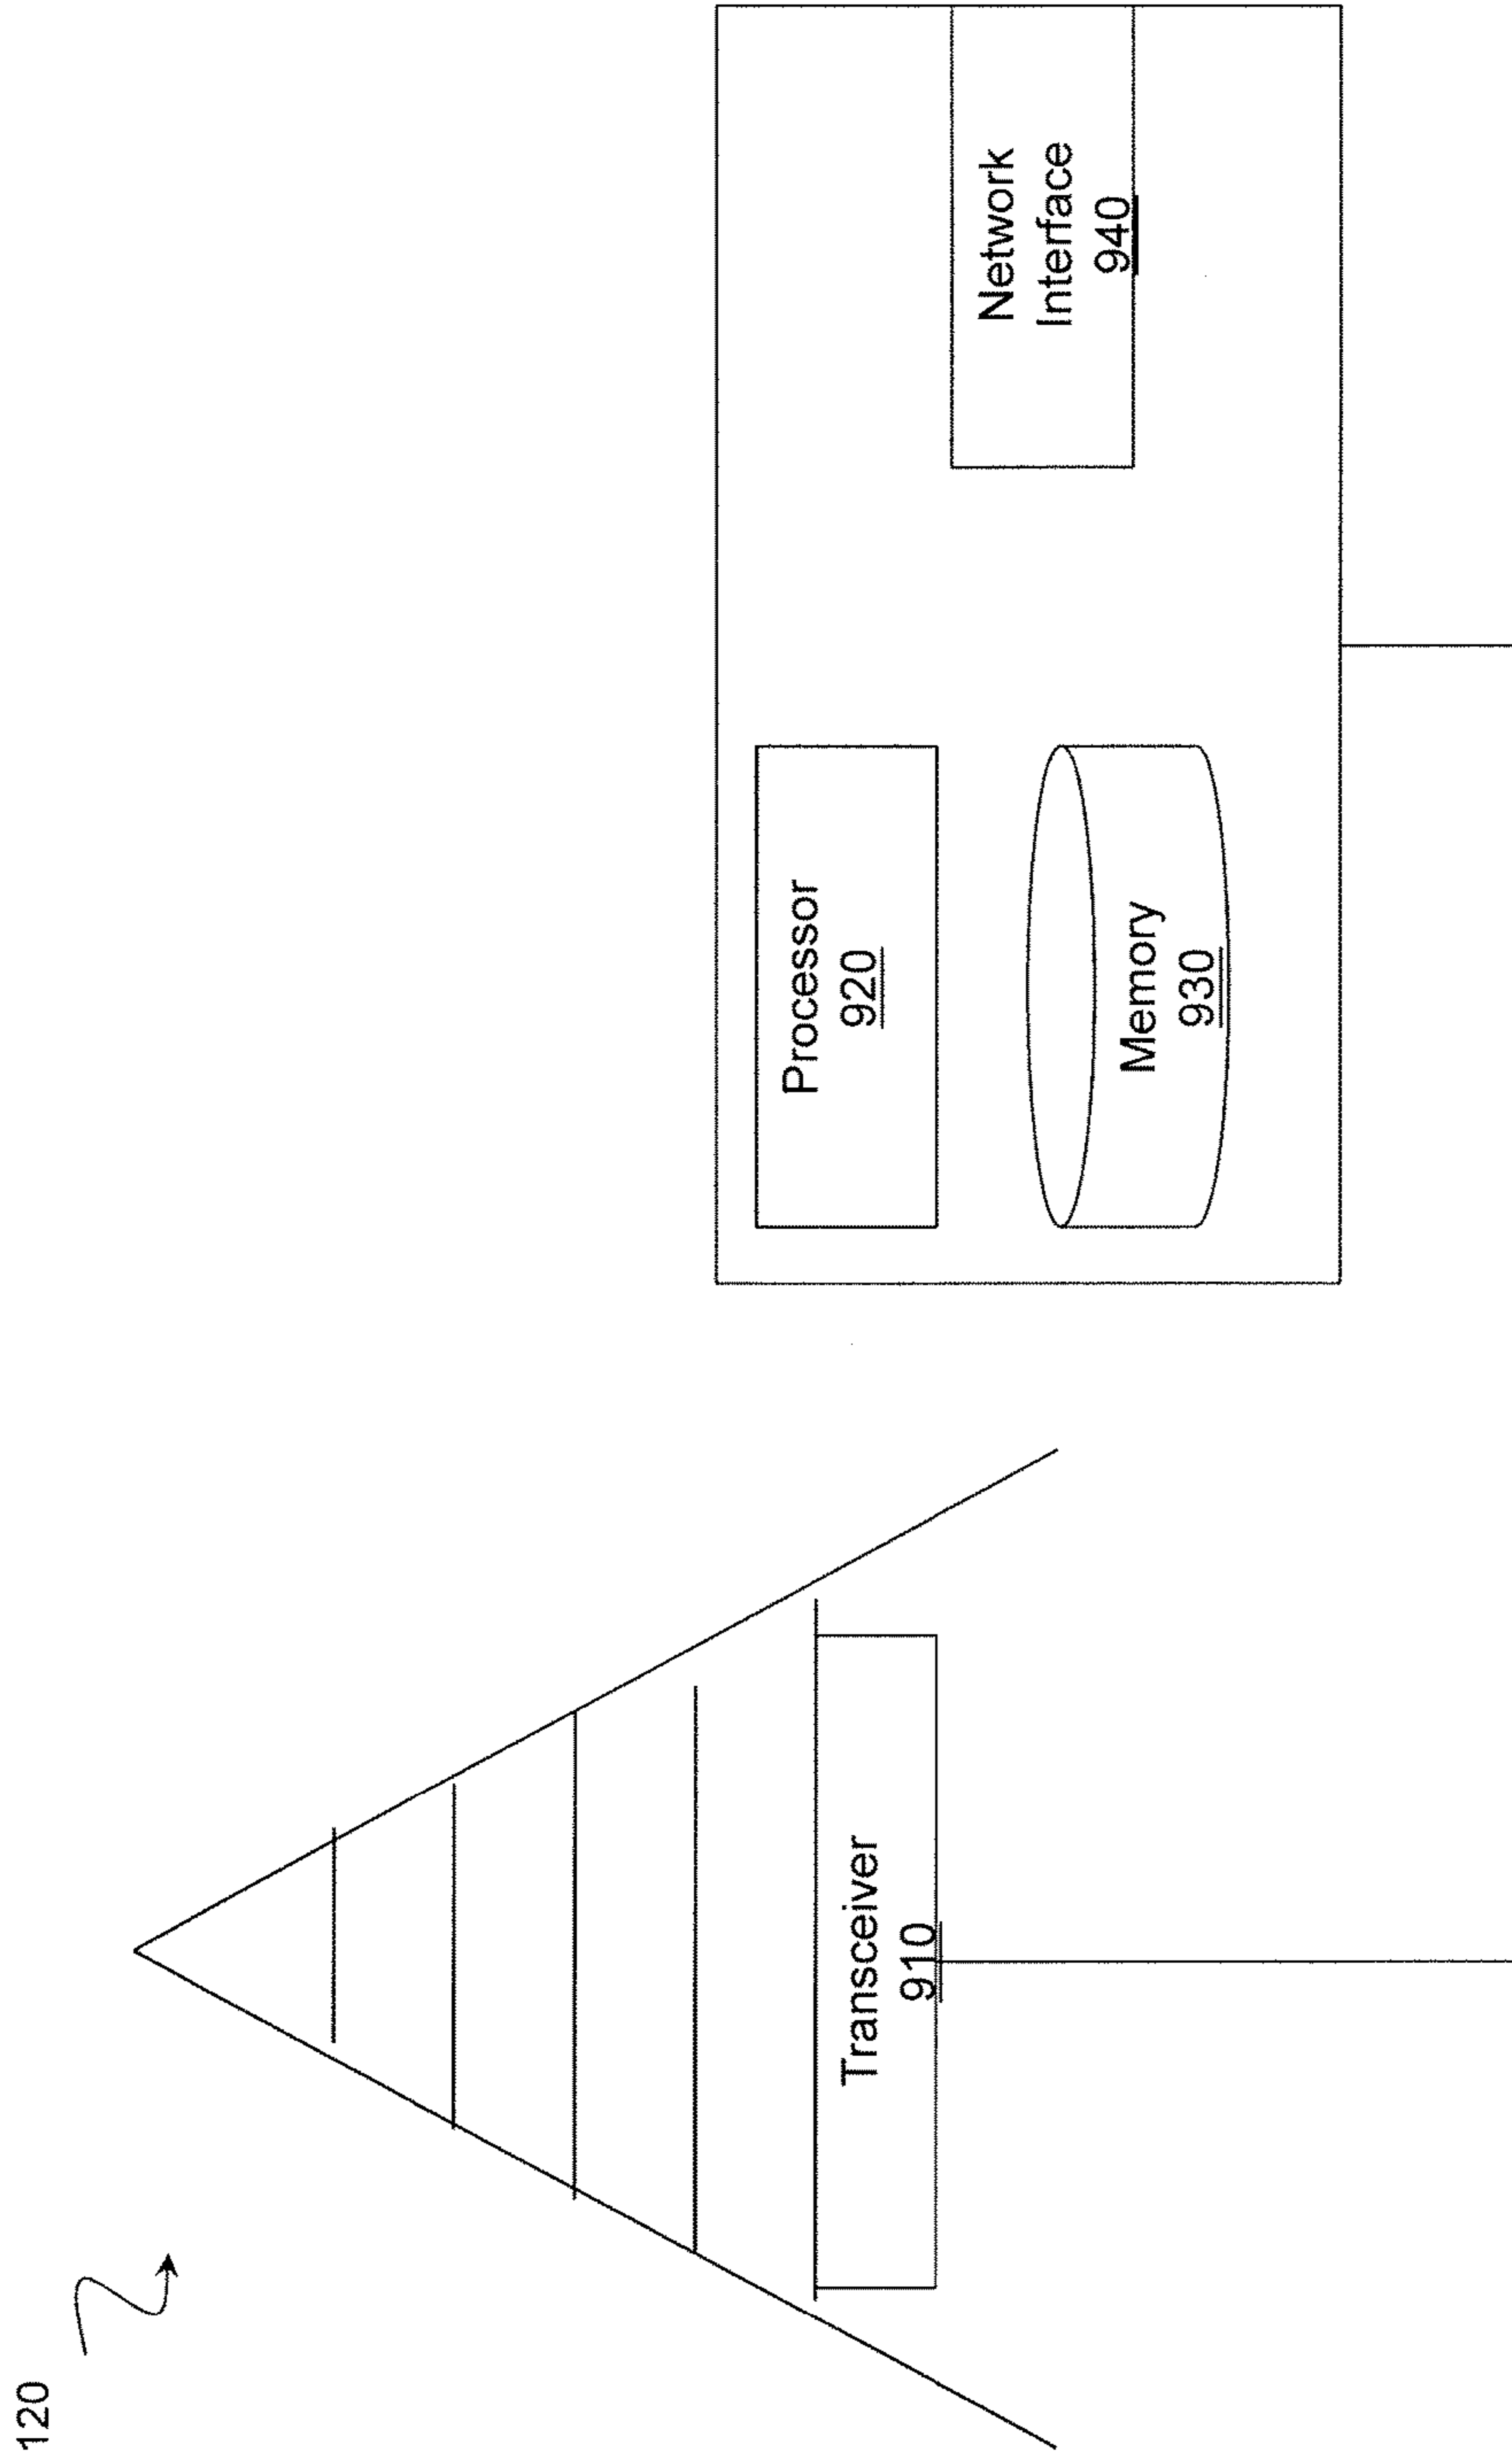 120
Transceiver
910
Processor
920
Memory
930
Network
Interface
940